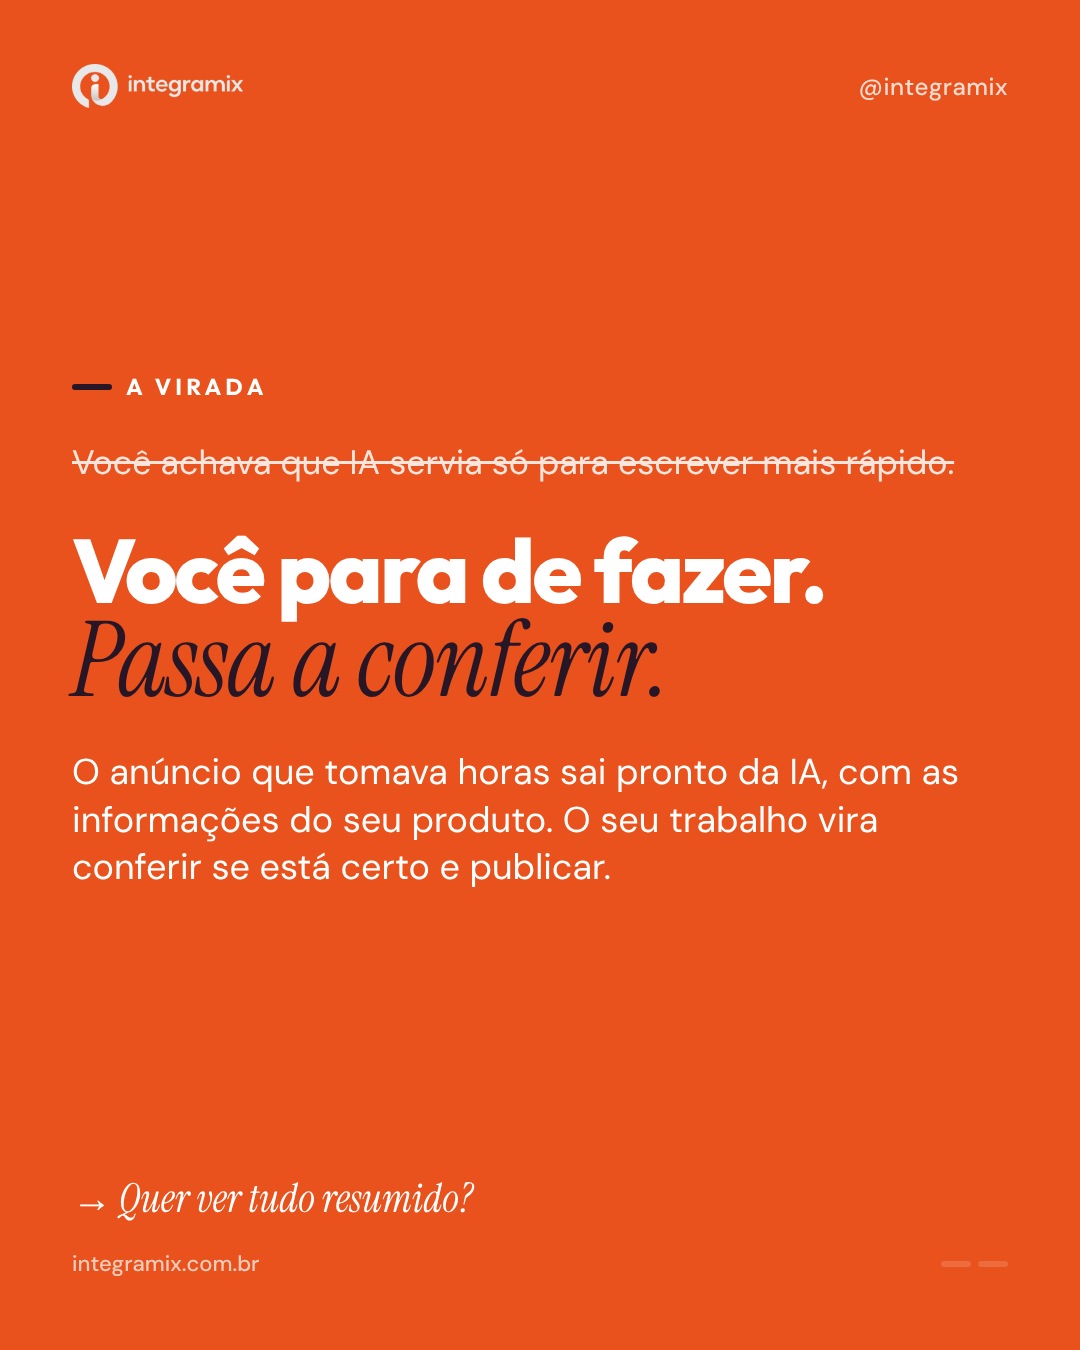 integramix
@integramix
A VIRADA
Você achava que IA servia só para escrever mais rápido.
Você para de fazer.
Passa a conferir.
O anúncio que tomava horas sai pronto da IA, com as
informações do seu produto. O seu trabalho vira
conferir se está certo e publicar.
→ Quer ver tudo resumido?
integramix.com.br